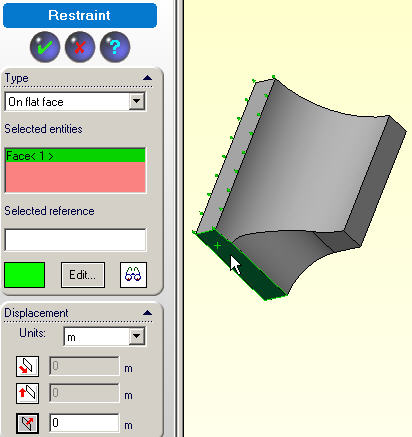 Restraint
?
Type
On flat face
Selected entities
Face< 1 >
Selected reference
Edit...
Displacement
Units: m
0 m
0 m
0 m